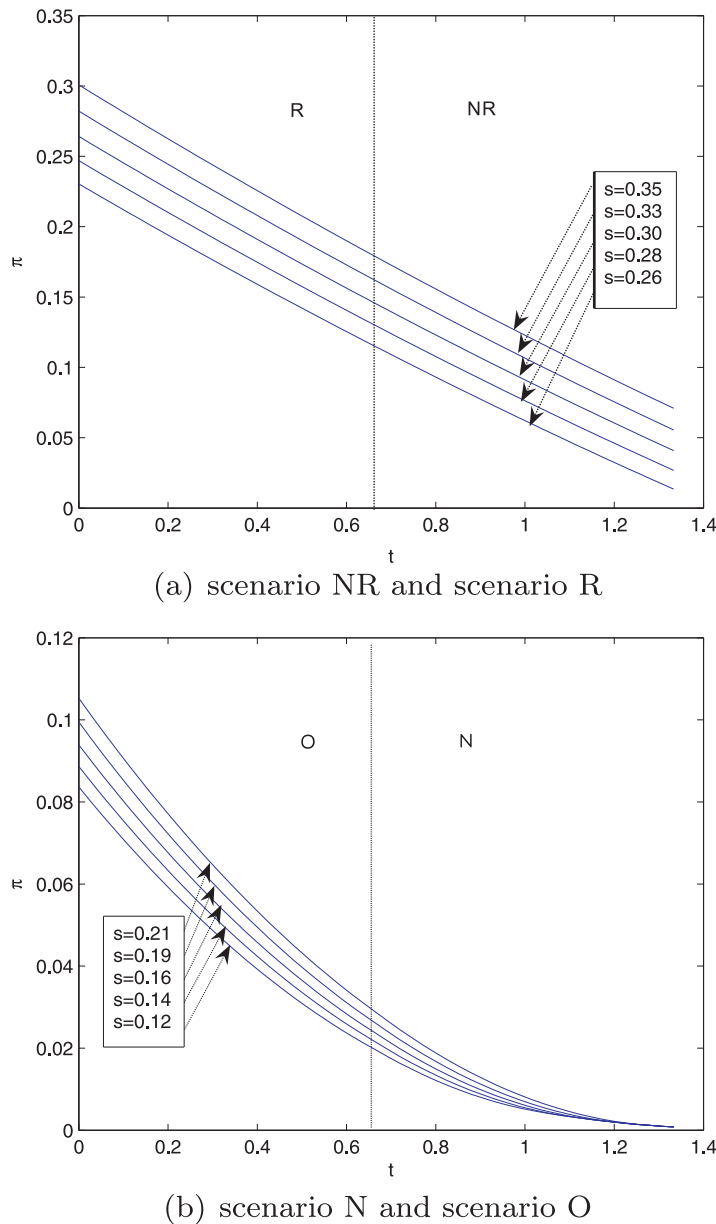 0.35
0.3
0.25
0.2
0.15
0.1
0.05
0
π
R
NR
s=0.35
s=0.33
s=0.30
s=0.28
s=0.26
0 0.2 0.4 0.6 0.8 1 1.2 1.4
t
(a) scenario NR and scenario R
0.12
0.1
0.08
0.06
0.04
0.02
0
π
O
N
s=0.21
s=0.19
s=0.16
s=0.14
s=0.12
0 0.2 0.4 0.6 0.8 1 1.2 1.4
t
(b) scenario N and scenario O